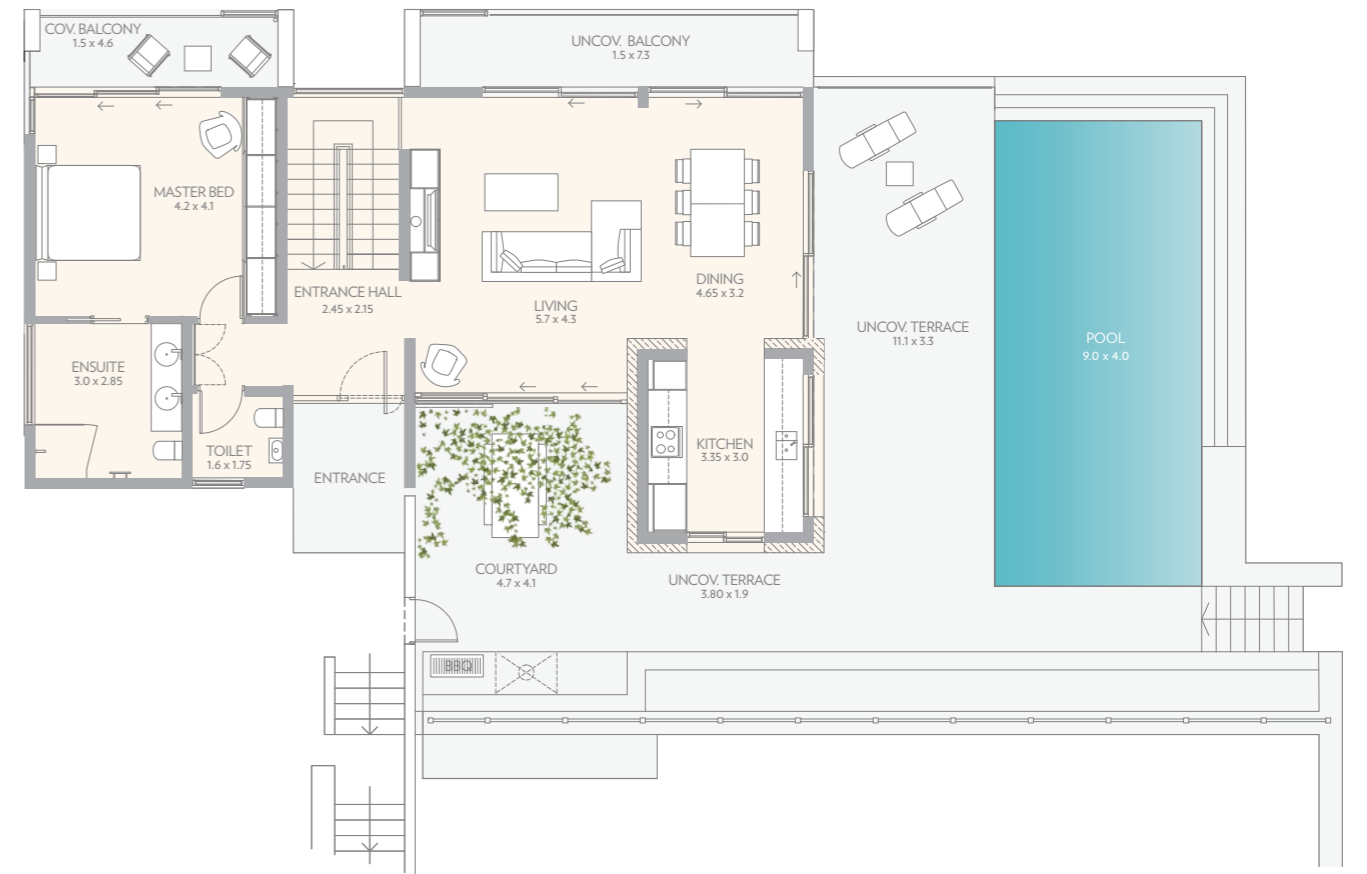 COV. BALCONY
1.5 x 4.6
UNCOV. BALCONY
1.5 x 7.3
MASTER BED
4.2 x 4.1
ENTRANCE HALL
2.45 x 2.15
LIVING
5.7 x 4.3
DINING
4.65 x 3.2
UNCOV. TERRACE
11.1 x 3.3
POOL
9.0 x 4.0
ENSUITE
3.0 x 2.85
TOILET
1.6 x 1.75
ENTRANCE
KITCHEN
3.35 x 3.0
COURTYARD
4.7 x 4.1
UNCOV. TERRACE
3.80 x 1.9
BBQ